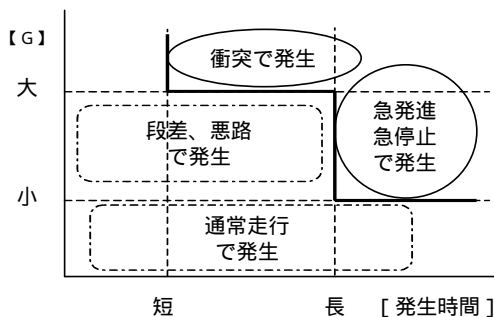 【G】
衝突で発生
大
急発進
急停止
で発生
段差、悪路
で発生
小
通常走行
で発生
短
長
[発生時間]